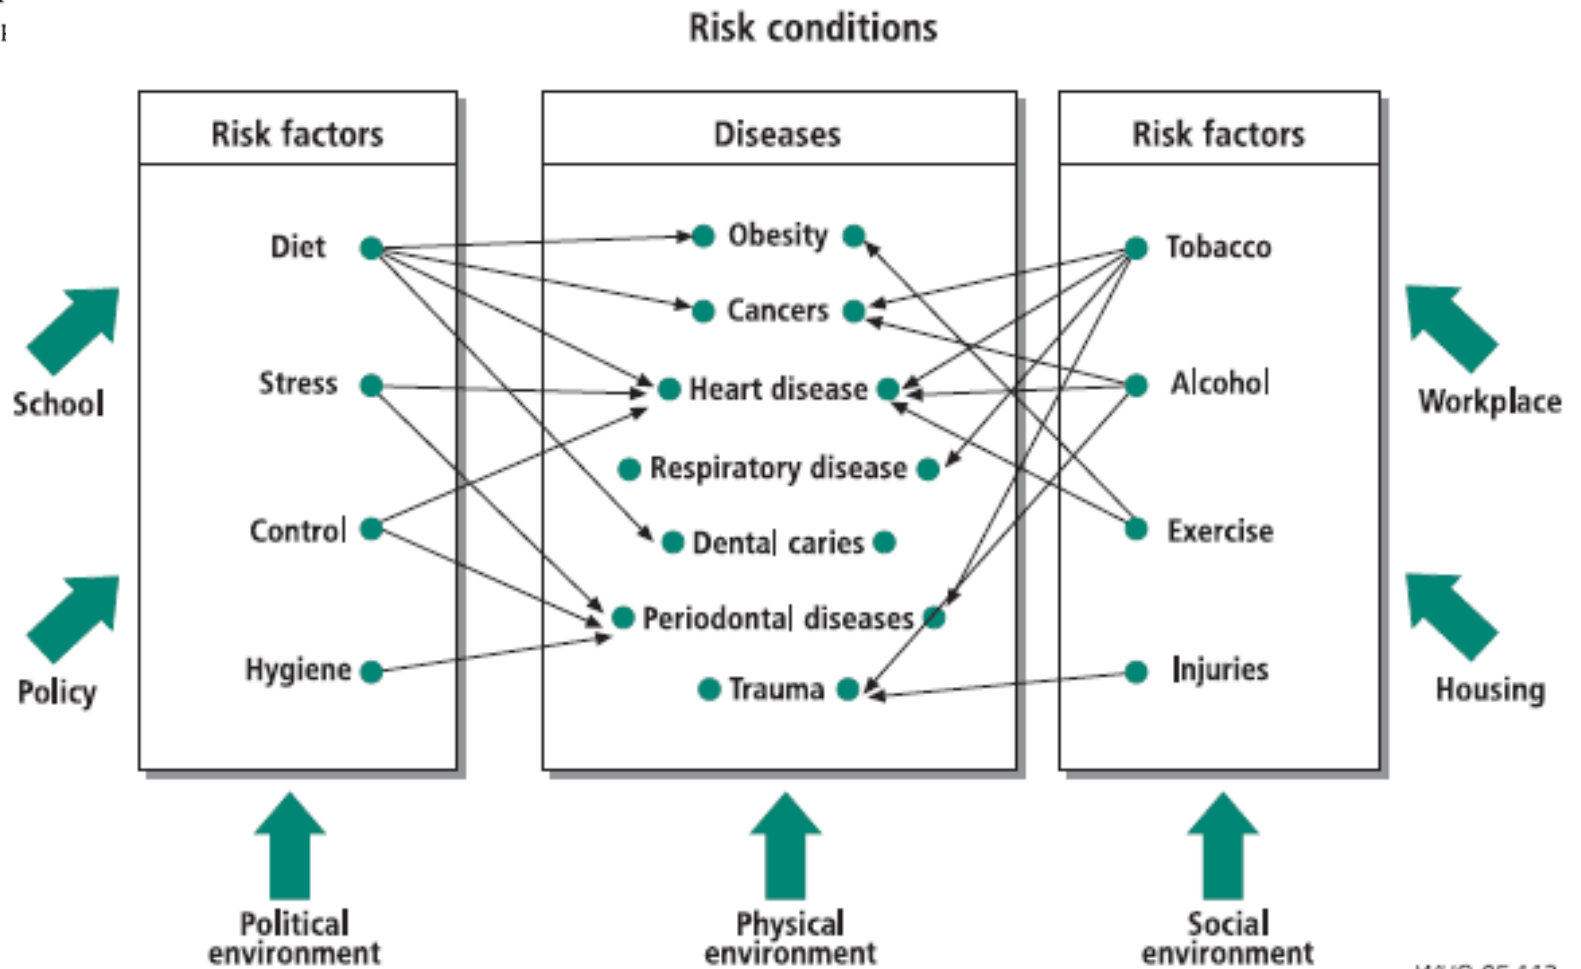 Risk conditions
Risk factors
Diet
Stress
Control
Hygiene
Diseases
Obesity
Cancers
Heart disease
Respiratory disease
Dental caries
Periodontal diseases
Trauma
Risk factors
Tobacco
Alcohol
Exercise
Injuries
School
Policy
Workplace
Housing
Political
environment
Physical
environment
Social
environment